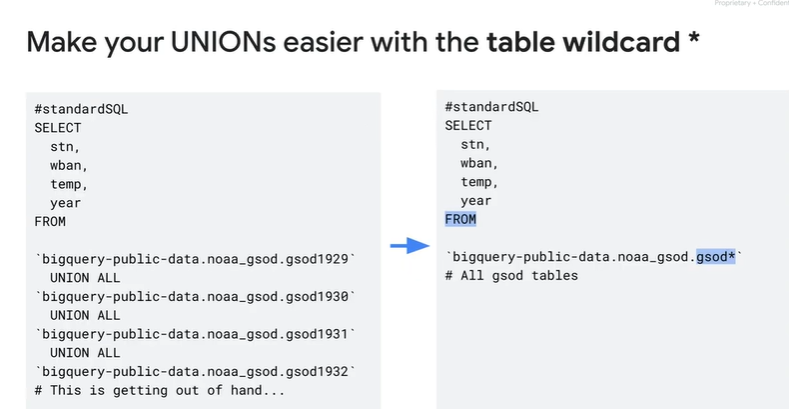 Proprietary + Confident
Make your UNIONs easier with the table wildcard *
#standardSQL
SELECT
stn,
wban,
temp,
year
FROM
`bigquery-public-data.noaa_gsod.gsod1929`
UNION ALL
`bigquery-public-data.noaa_gsod.gsod1930`
UNION ALL
`bigquery-public-data.noaa_gsod.gsod1931`
UNION ALL
`bigquery-public-data.noaa_gsod.gsod1932`
# This is getting out of hand...
#standardSQL
SELECT
stn,
wban,
temp,
year
FROM
`bigquery-public-data.noaa_gsod.gsod*`
# All gsod tables